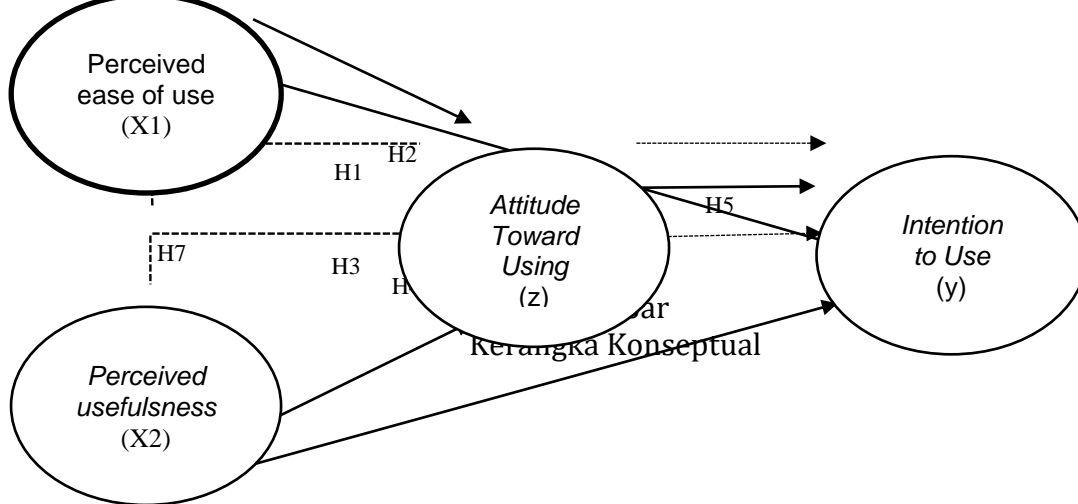 Perceived
ease of use
(X1)
H2
H1
H5
Attitude
Toward
Using
(z)
Intention
to Use
(y)
H7
H3
Kerangka Konseptual
Perceived
usefulsness
(X2)